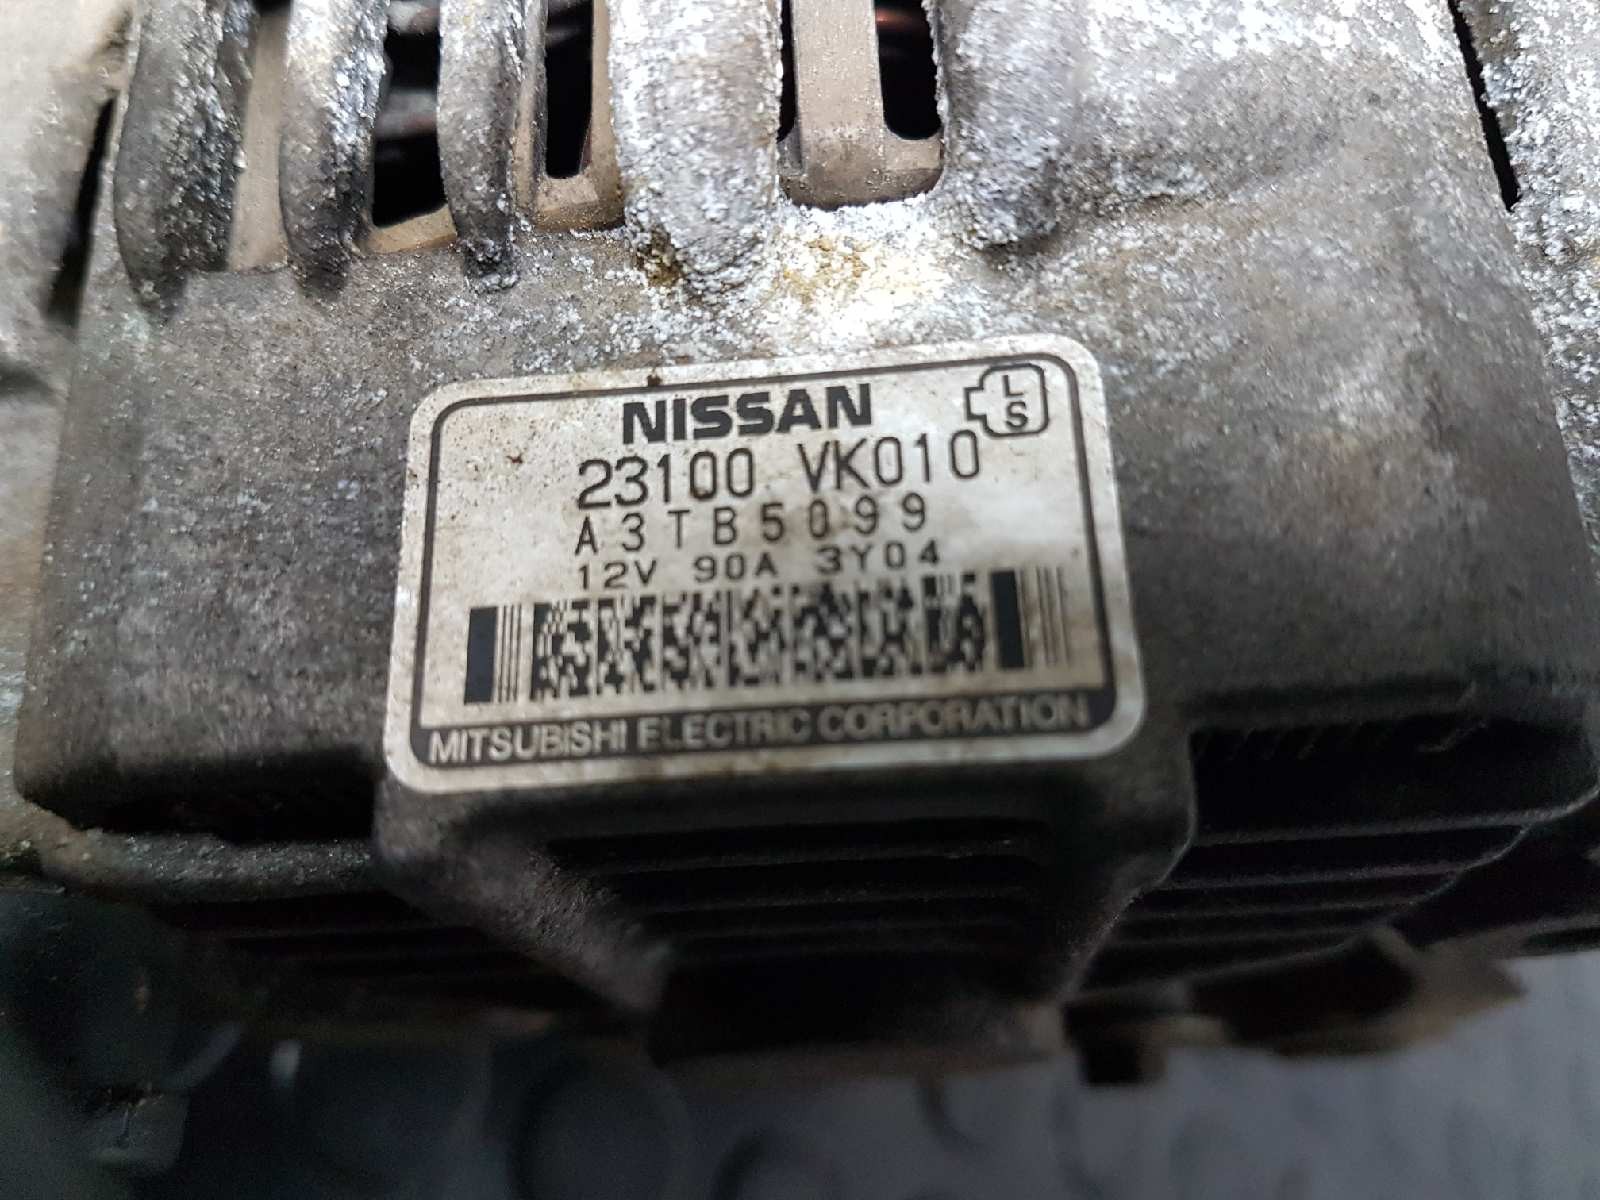 NISSAN
L
S
23100 VK010
A3TB5099
12V 90A 3Y04
MITSUBISHI ELECTRIC CORPORATION